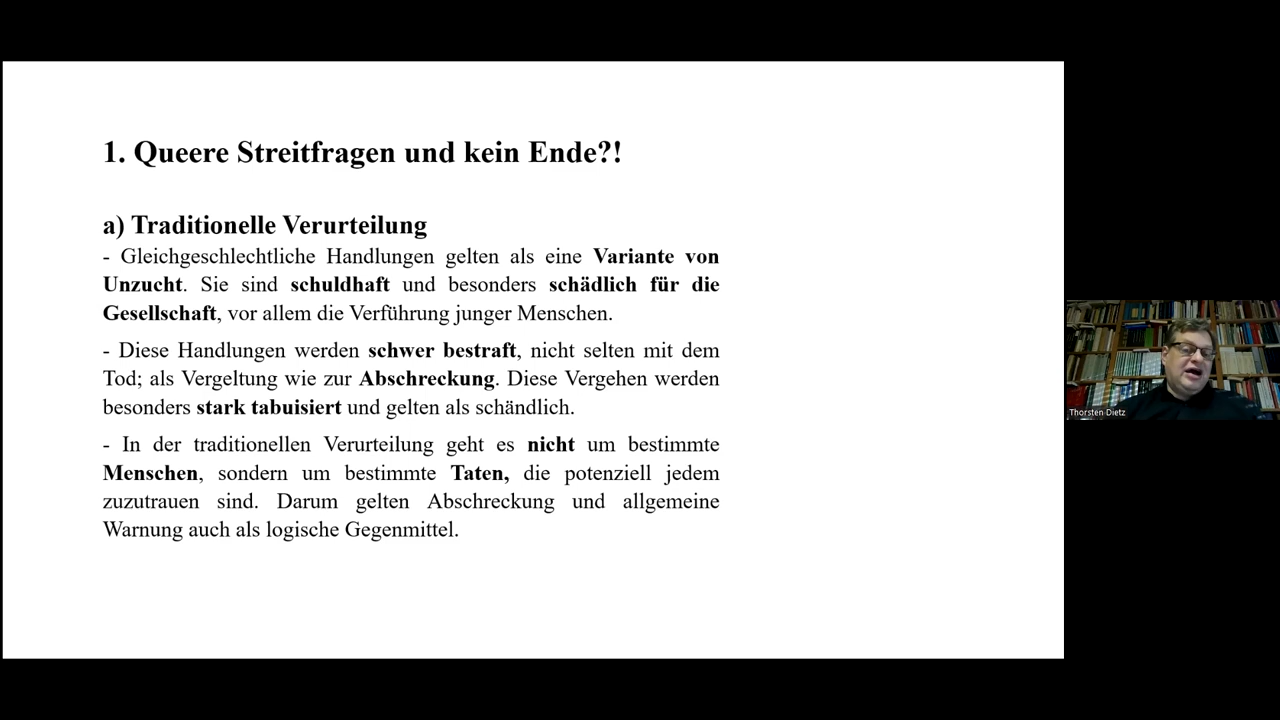 1. Queere Streitfragen und kein Ende?!
a) Traditionelle Verurteilung
- Gleichgeschlechtliche Handlungen gelten als eine Variante von
Unzucht. Sie sind schuldhaft und besonders schädlich für die
Gesellschaft, vor allem die Verführung junger Menschen.
- Diese Handlungen werden schwer bestraft, nicht selten mit dem
Tod; als Vergeltung wie zur Abschreckung. Diese Vergehen werden
besonders stark tabuisiert und gelten als schändlich.
- In der traditionellen Verurteilung geht es nicht um bestimmte
Menschen, sondern um bestimmte Taten, die potenziell jedem
zuzutrauen sind. Darum gelten Abschreckung und allgemeine
Warnung auch als logische Gegenmittel.
Thorsten Dietz